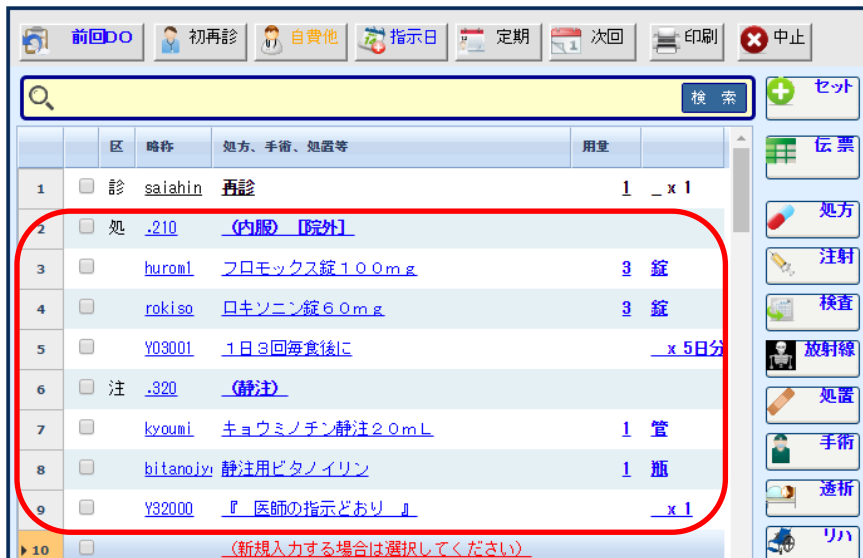 前回DO 初再診 自費他 指示日 定期 次回 印刷 中止
検 索
セット
伝 票
区 略称 処方、手術、処置等 用量
1 診 saiahin 再診 1 _ x 1
2 処 .210 （内服） [院外]
処方
3 hurom1 フロモックス錠１００ｍｇ 3 錠
注射
4 rokiso ロキソニン錠６０ｍｇ 3 錠
検査
5 Y03001 １日３回毎食後に x 5日分
放射線
6 注 .320 （静注）
処置
7 kyoumi キョウミノチン静注２０ｍＬ 1 管
手術
8 bitanojy 静注用ビタノイリン 1 瓶
透析
9 Y32000 『 医師の指示どおり 』 x 1
リハ
10 （新規入力する場合は選択してください）